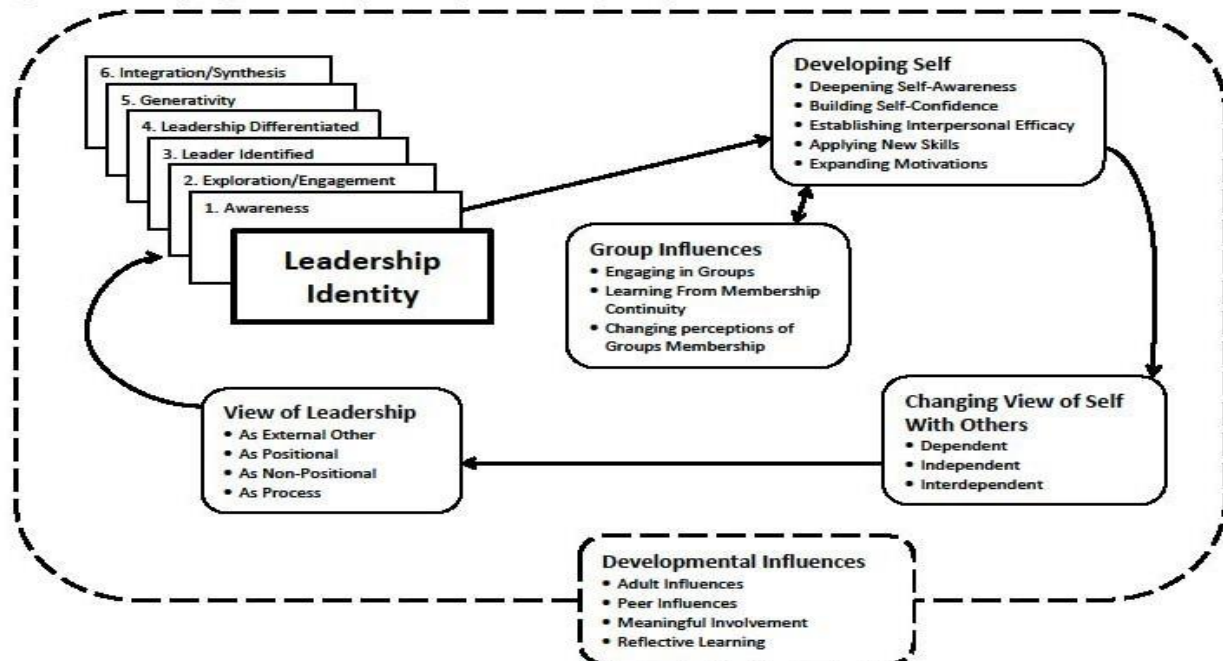 6. Integration/Synthesis
5. Generativity
4. Leadership Differentiated
3. Leader Identified
2. Exploration/Engagement
1. Awareness
Leadership
Identity
Developing Self
• Deepening Self-Awareness
• Building Self-Confidence
• Establishing Interpersonal Efficacy
• Applying New Skills
• Expanding Motivations
Group Influences
• Engaging in Groups
• Learning From Membership
Continuity
• Changing perceptions of
Groups Membership
Changing View of Self
With Others
• Dependent
• Independent
• Interdependent
View of Leadership
• As External Other
• As Positional
• As Non-Positional
• As Process
Developmental Influences
• Adult Influences
• Peer Influences
• Meaningful Involvement
• Reflective Learning